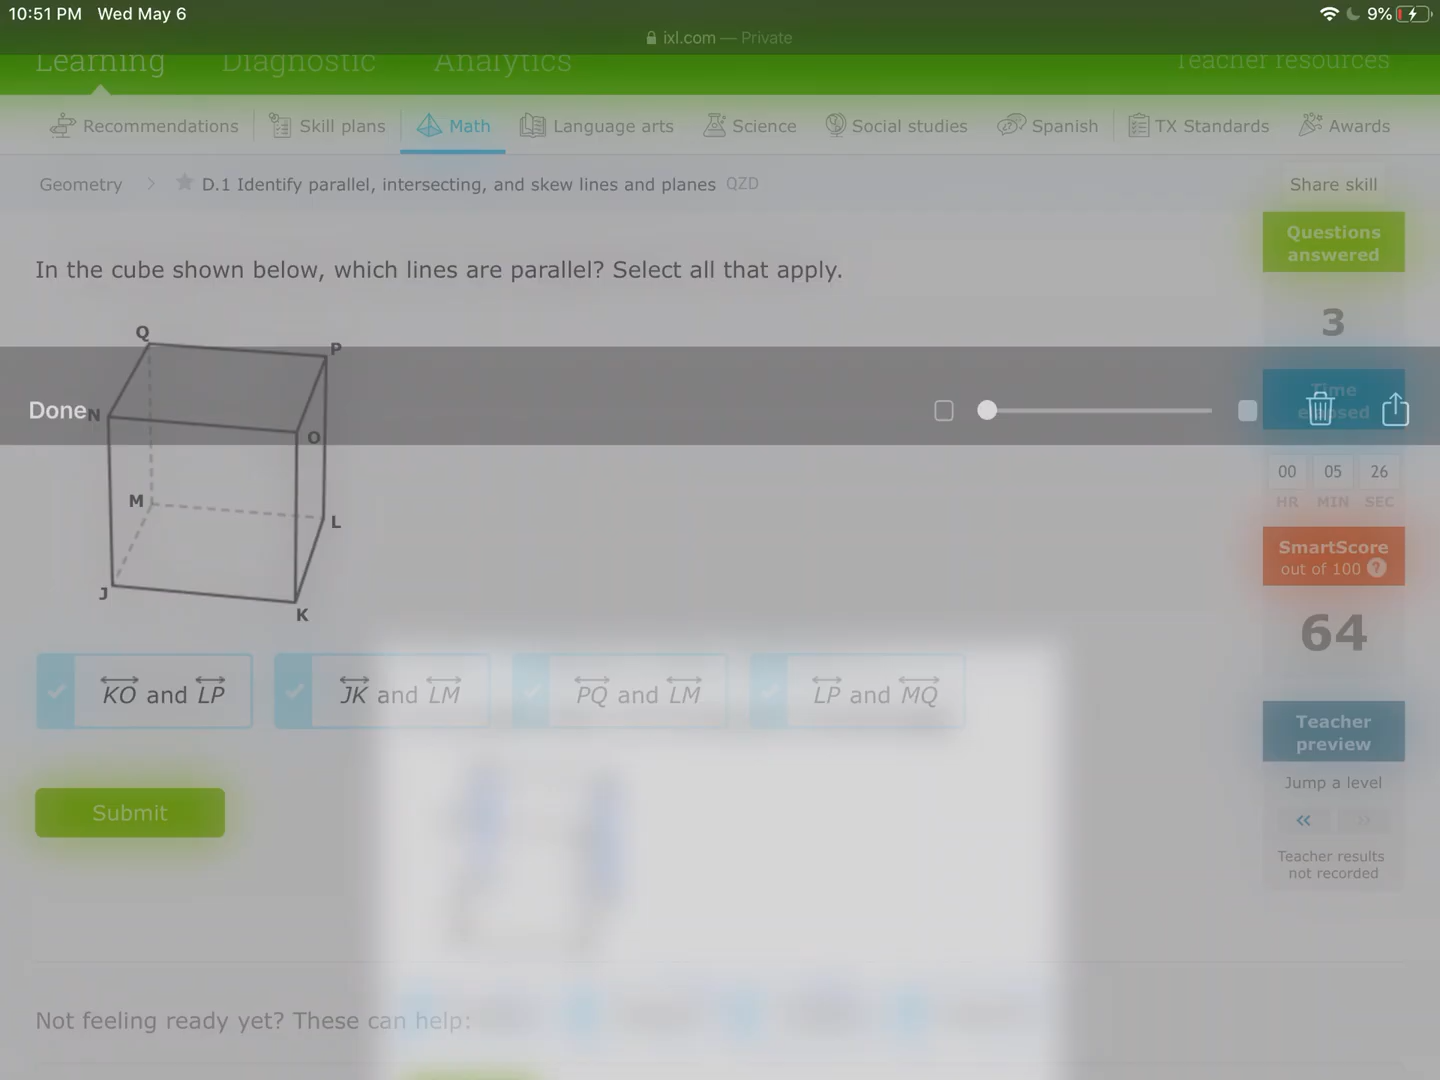 10:51 PM Wed May 6
9%
ixl.com — Private
Learning Diagnostic Analytics Teacher resources
Recommendations Skill plans Math Language arts Science Social studies Spanish TX Standards Awards
Geometry > D.1 Identify parallel, intersecting, and skew lines and planes QZD
Share skill
Questions
answered
3
In the cube shown below, which lines are parallel? Select all that apply.
Q
P
Done
N
O
M
L
J
K
Time
elapsed
00 05 26
HR MIN SEC
SmartScore
out of 100 ?
64
KO and LP
JK and LM
PQ and LM
LP and MQ
Submit
Teacher
preview
Jump a level
Teacher results
not recorded
Not feeling ready yet? These can help: